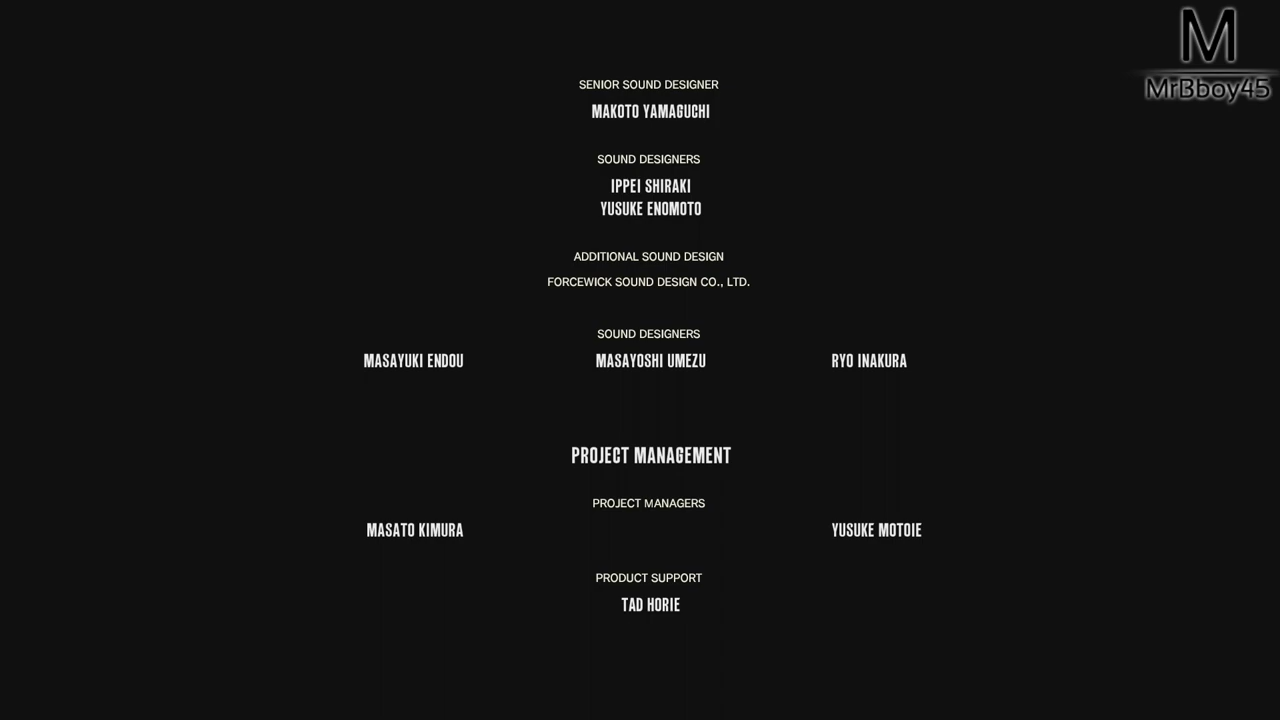 M
MrBboy45
SENIOR SOUND DESIGNER
MAKOTO YAMAGUCHI
SOUND DESIGNERS
IPPEI SHIRAKI
YUSUKE ENOMOTO
ADDITIONAL SOUND DESIGN
FORCEWICK SOUND DESIGN CO., LTD.
SOUND DESIGNERS
MASAYUKI ENDOU MASAYOSHI UMEZU RYO INAKURA
PROJECT MANAGEMENT
PROJECT MANAGERS
MASATO KIMURA YUSUKE MOTOIE
PRODUCT SUPPORT
TAD HORIE